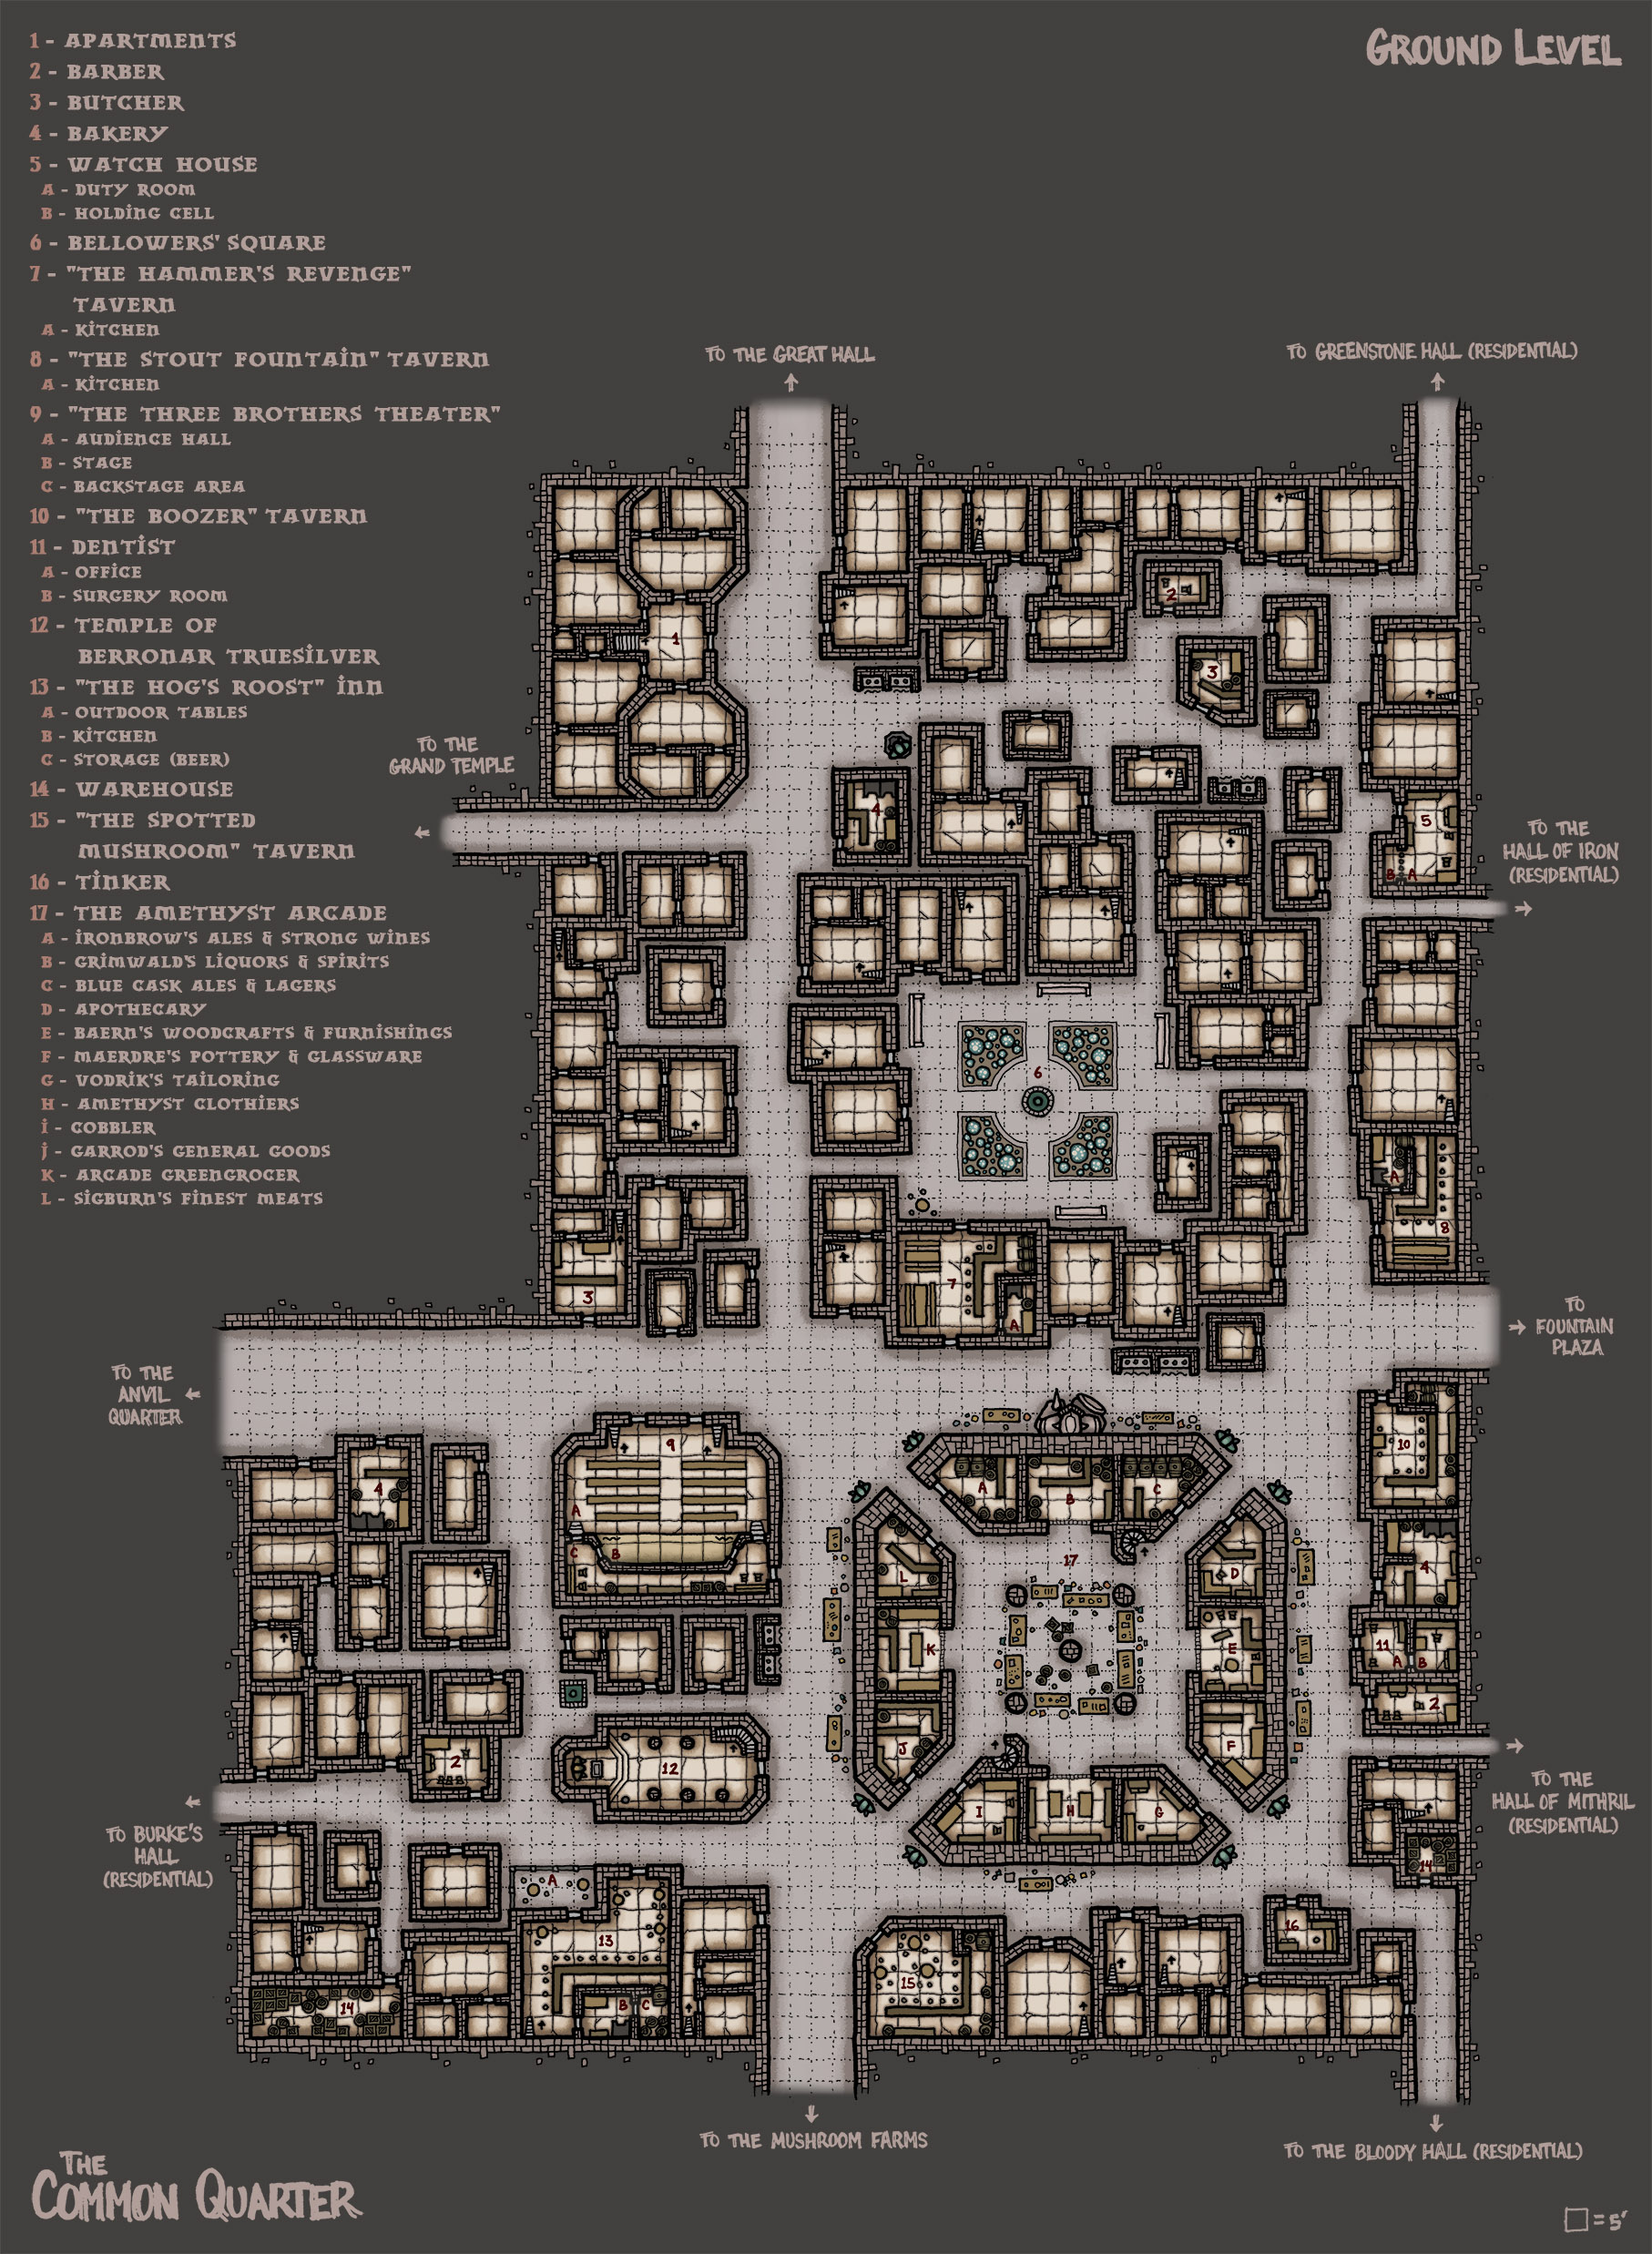 1 - APARTMENTS
2 - BARBER
3 - BUTCHER
4 - BAKERY
5 - WATCH HOUSE
A - DUTY ROOM
B - HOLDING CELL
6 - BELLOWERS' SQUARE
7 - "THE HAMMER'S REVENGE"
TAVERN
A - KITCHEN
8 - "THE STOUT FOUNTAIN" TAVERN
A - KITCHEN
9 - "THE THREE BROTHERS THEATER"
A - AUDIENCE HALL
B - STAGE
C - BACKSTAGE AREA
10 - "THE BOOZER" TAVERN
11 - DENTIST
A - OFFICE
B - SURGERY ROOM
12 - TEMPLE OF
BERRONAR TRUESILVER
13 - "THE HOG'S ROOST" INN
A - OUTDOOR TABLES
B - KITCHEN
C - STORAGE (BEER)
14 - WAREHOUSE
15 - "THE SPOTTED
MUSHROOM" TAVERN
16 - TINKER
17 - THE AMETHYST ARCADE
A - IRONBROW'S ALES & STRONG WINES
B - GRIMWALD'S LIQUORS & SPIRITS
C - BLUE CASK ALES & LAGERS
D - APOTHECARY
E - BAERN'S WOODCRAFTS & FURNISHINGS
F - MAERDRE'S POTTERY & GLASSWARE
G - VODRIK'S TAILORING
H - AMETHYST CLOTHIERS
I - COBBLER
J - GARROD'S GENERAL GOODS
K - ARCADE GREENGROCER
L - SIGBURN'S FINEST MEATS
GROUND LEVEL
TO THE GREAT HALL
TO GREENSTONE HALL (RESIDENTIAL)
2
1
3
TO THE
GRAND TEMPLE
4
5
B
A
TO THE
HALL OF IRON
(RESIDENTIAL)
6
A
8
7
A
3
TO
FOUNTAIN
PLAZA
TO THE
ANVIL
QUARTER
9
10
4
A
B
C
A
C
B
17
L
D
4
K
E
11
A
B
2
J
F
2
12
I
H
G
TO THE
HALL OF MITHRIL
(RESIDENTIAL)
TO BURKE'S
HALL
(RESIDENTIAL)
14
A
13
16
15
14
B
C
TO THE MUSHROOM FARMS
TO THE BLOODY HALL (RESIDENTIAL)
THE
COMMON QUARTER
= 5'